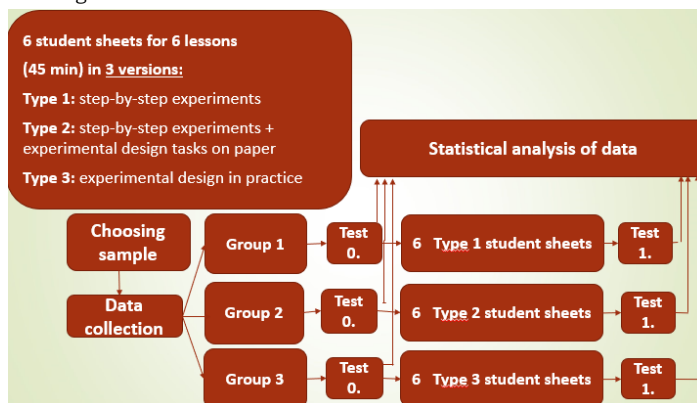 6 student sheets for 6 lessons
(45 min) in 3 versions:
Type 1: step-by-step experiments
Type 2: step-by-step experiments +
experimental design tasks on paper
Type 3: experimental design in practice
Statistical analysis of data
Choosing
sample
Data
collection
Group 1
Test
0.
6 Type 1 student sheets
Test
1.
Group 2
Test
0.
6 Type 2 student sheets
Test
1.
Group 3
Test
0.
6 Type 3 student sheets
Test
1.